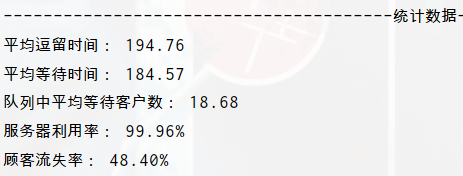 ---------------------------------------统计数据-
平均逗留时间： 194.76
平均等待时间： 184.57
队列中平均等待客户数： 18.68
服务器利用率： 99.96%
顾客流失率： 48.40%